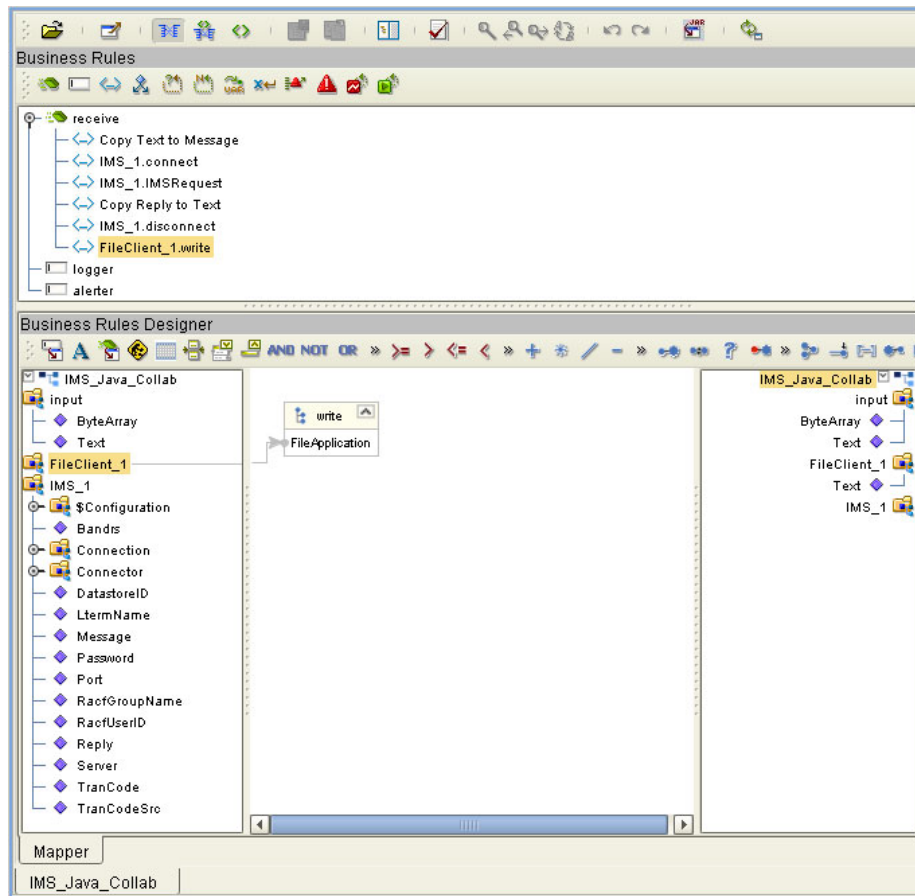 JAR
Business Rules
receive
Copy Text to Message
IMS_1.connect
IMS_1.IMSRequest
Copy Reply to Text
IMS_1.disconnect
FileClient_1.write
logger
alerter
Business Rules Designer
A AND NOT OR » >= > <= < » + * / - » ? » 
IMS_Java_Collab
input
ByteArray
Text
FileClient_1
IMS_1
$Configuration
Bandrs
Connection
Connector
DatastoreID
LtermName
Message
Password
Port
RacfGroupName
RacfUserID
Reply
Server
TranCode
TranCodeSrc
write
FileApplication
IMS_Java_Collab
input
ByteArray
Text
FileClient_1
Text
IMS_1
Mapper
IMS_Java_Collab